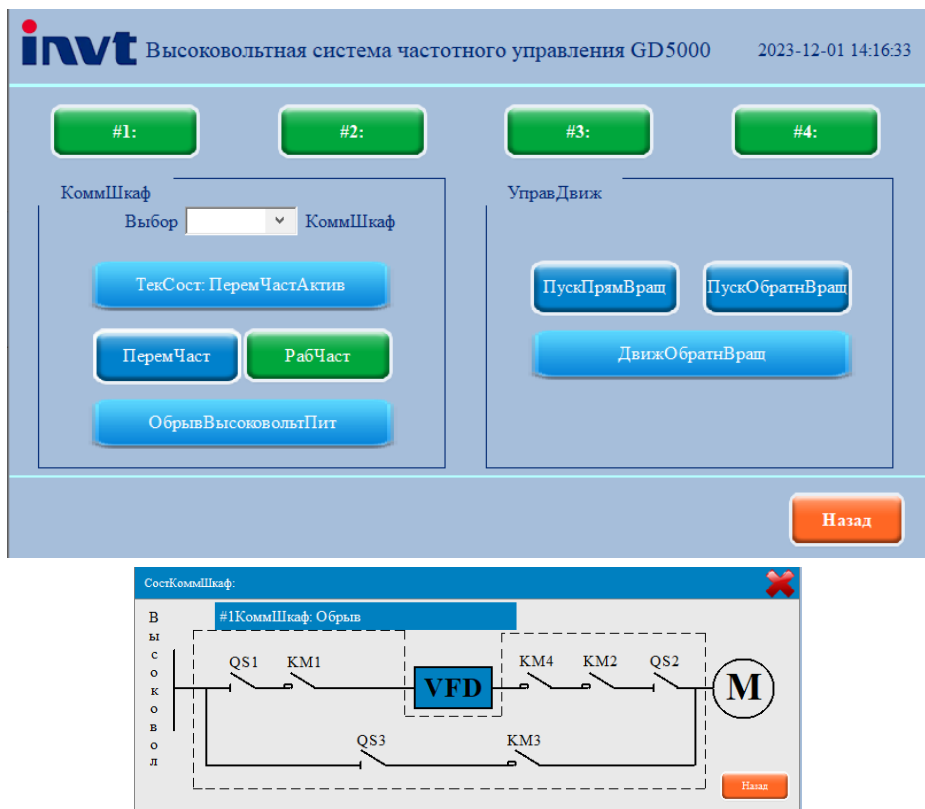 invt Высоковольтная система частотного управления GD5000 2023-12-01 14:16:33
#1: #2: #3: #4:
КоммШкаф
Выбор КоммШкаф
ТекСост: ПеремЧастАктив
ПеремЧаст РабЧаст
ОбрывВысоковольтПит
УправДвиж
ПускПрямВращ ПускОбратнВращ
ДвижОбратнВращ
Назад
СостКоммШкаф:
Высоковол
#1КоммШкаф: Обрыв
QS1 KM1 VFD KM4 KM2 QS2 M
QS3 KM3
Назад